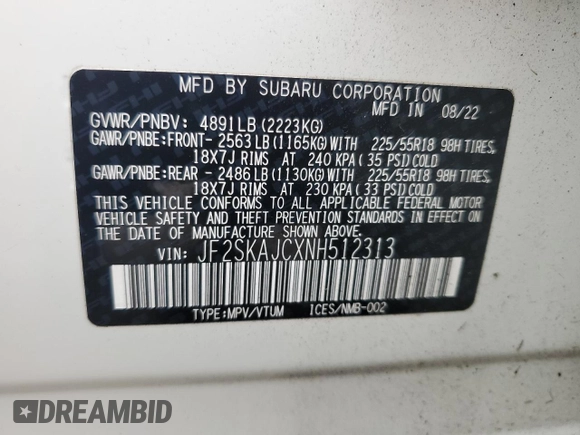 MFD BY SUBARU CORPORATION
MFD IN 08/22
GVWR/PNBV: 4891LB(2223KG)
GAWR/PNBE:FRONT- 2563LB(1165KG)WITH 225/55R18 98H TIRES,
18X7J RIMS AT 240 KPA(35 PSI)COLD
GAWR/PNBE:REAR -2486LB(1130KG)WITH 225/55R18 98H TIRES,
18X7J RIMS AT 230 KPA(33 PSI)COLD
THIS VEHICLE CONFORMS TO ALL APPLICABLE FEDERAL MOTOR
VEHICLE SAFETY AND THEFT PREVENTION STANDARDS IN EFFECT
ON THE DATE OF MANUFACTURE SHOWN ABOVE.
VIN: JF2SKAJCXNH512313
TYPE:MPV/VTUM ICES/NMB-002
DREAMBID